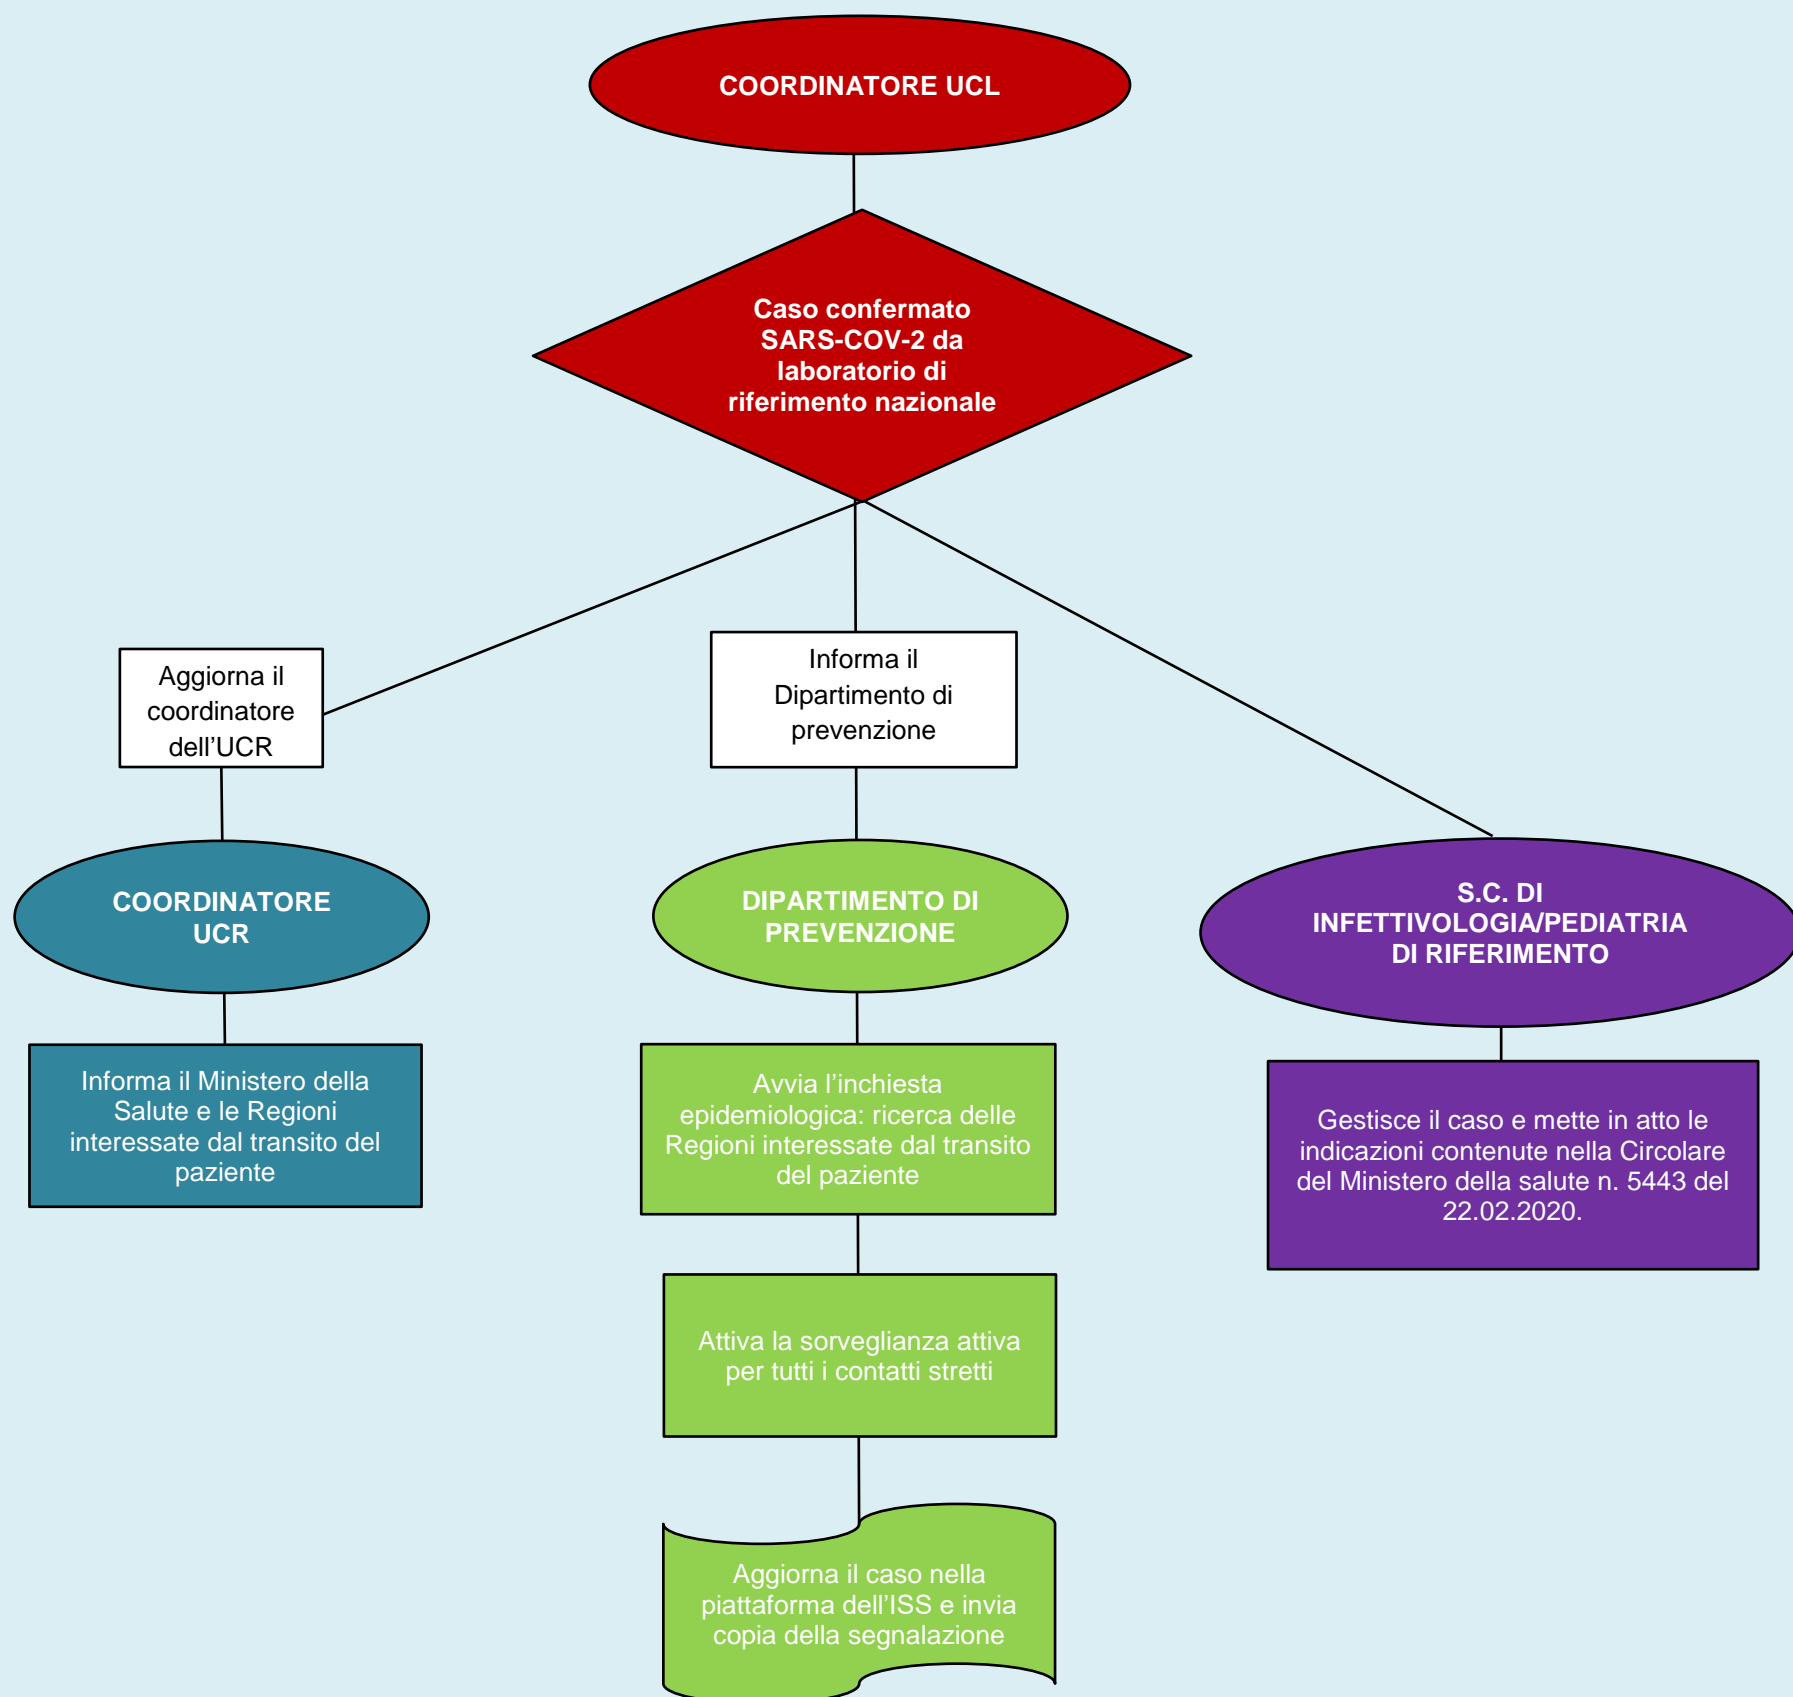 COORDINATORE UCL
Caso confermato
SARS-COV-2 da
laboratorio di
riferimento nazionale
Aggiorna il
coordinatore
dell’UCR
Informa il
Dipartimento di
prevenzione
COORDINATORE
UCR
DIPARTIMENTO DI
PREVENZIONE
S.C. DI
INFETTIVOLOGIA/PEDIATRIA
DI RIFERIMENTO
Informa il Ministero della
Salute e le Regioni
interessate dal transito del
paziente
Avvia l’inchiesta
epidemiologica: ricerca delle
Regioni interessate dal transito
del paziente
Gestisce il caso e mette in atto le
indicazioni contenute nella Circolare
del Ministero della salute n. 5443 del
22.02.2020.
Attiva la sorveglianza attiva
per tutti i contatti stretti
Aggiorna il caso nella
piattaforma dell’ISS e invia
copia della segnalazione